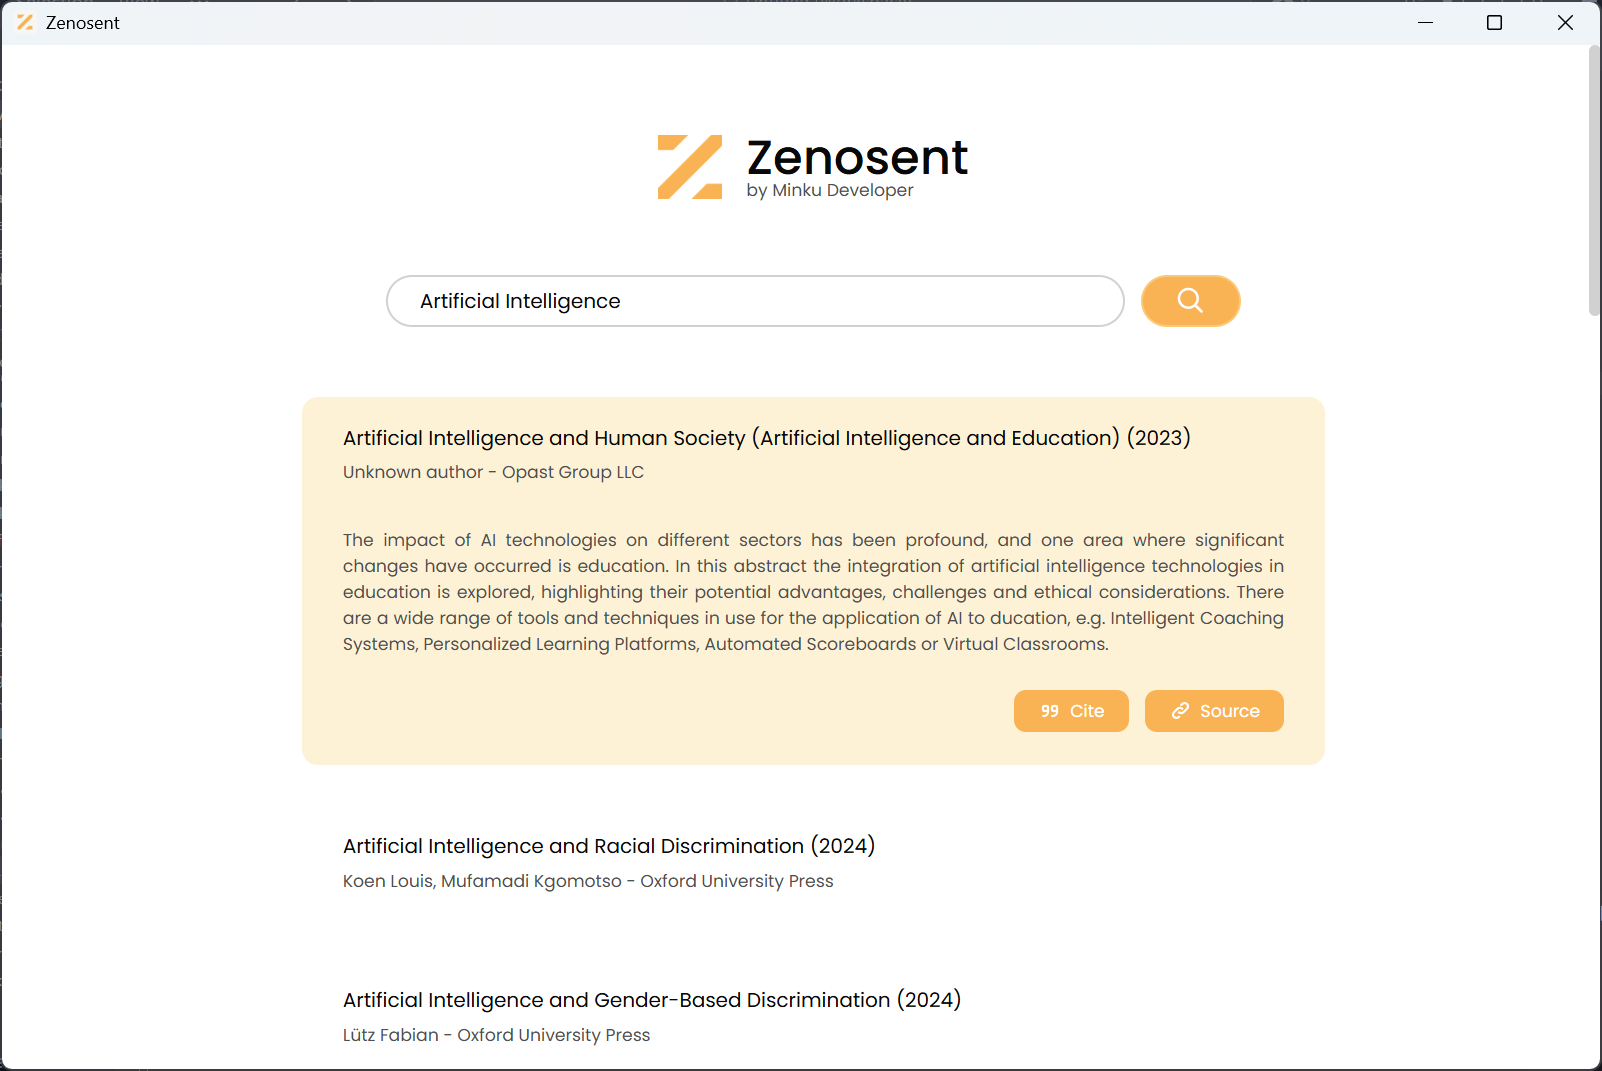 Zenosent
Zenosent
by Minku Developer
Artificial Intelligence
Artificial Intelligence and Human Society (Artificial Intelligence and Education) (2023)
Unknown author - Opast Group LLC
The impact of AI technologies on different sectors has been profound, and one area where significant
changes have occurred is education. In this abstract the integration of artificial intelligence technologies in
education is explored, highlighting their potential advantages, challenges and ethical considerations. There
are a wide range of tools and techniques in use for the application of AI to ducation, e.g. Intelligent Coaching
Systems, Personalized Learning Platforms, Automated Scoreboards or Virtual Classrooms.
Cite
Source
Artificial Intelligence and Racial Discrimination (2024)
Koen Louis, Mufamadi Kgomotso - Oxford University Press
Artificial Intelligence and Gender-Based Discrimination (2024)
Lütz Fabian - Oxford University Press